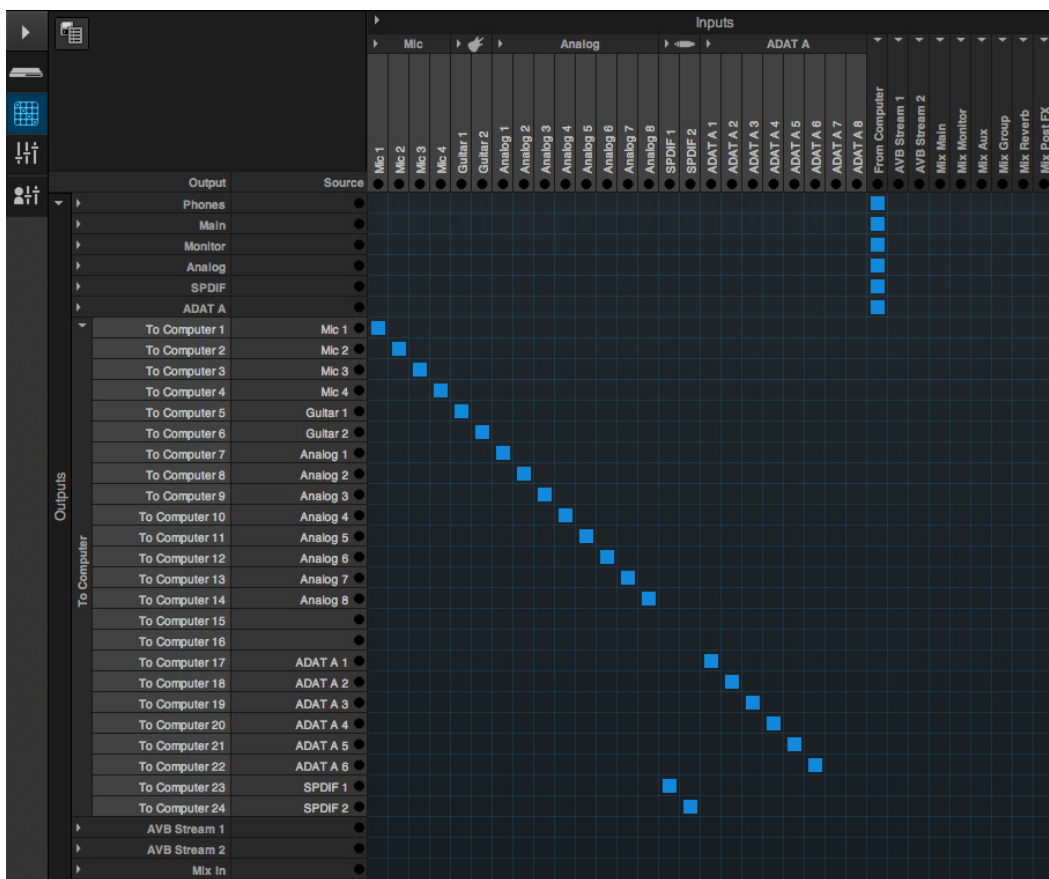 Inputs
Mic Analog ADAT A
Mic 1
Mic 2
Mic 3
Mic 4
Guitar 1
Guitar 2
Analog 1
Analog 2
Analog 3
Analog 4
Analog 5
Analog 6
Analog 7
Analog 8
SPDIF 1
SPDIF 2
ADAT A 1
ADAT A 2
ADAT A 3
ADAT A 4
ADAT A 5
ADAT A 6
ADAT A 7
ADAT A 8
From Computer
AVB Stream 1
AVB Stream 2
Mix Main
Mix Monitor
Mix Aux
Mix Group
Mix Reverb
Mix Post FX
Output Source
Outputs
Phones
Main
Monitor
Analog
SPDIF
ADAT A
To Computer
To Computer 1 Mic 1
To Computer 2 Mic 2
To Computer 3 Mic 3
To Computer 4 Mic 4
To Computer 5 Guitar 1
To Computer 6 Guitar 2
To Computer 7 Analog 1
To Computer 8 Analog 2
To Computer 9 Analog 3
To Computer 10 Analog 4
To Computer 11 Analog 5
To Computer 12 Analog 6
To Computer 13 Analog 7
To Computer 14 Analog 8
To Computer 15
To Computer 16
To Computer 17 ADAT A 1
To Computer 18 ADAT A 2
To Computer 19 ADAT A 3
To Computer 20 ADAT A 4
To Computer 21 ADAT A 5
To Computer 22 ADAT A 6
To Computer 23 SPDIF 1
To Computer 24 SPDIF 2
AVB Stream 1
AVB Stream 2
Mix In